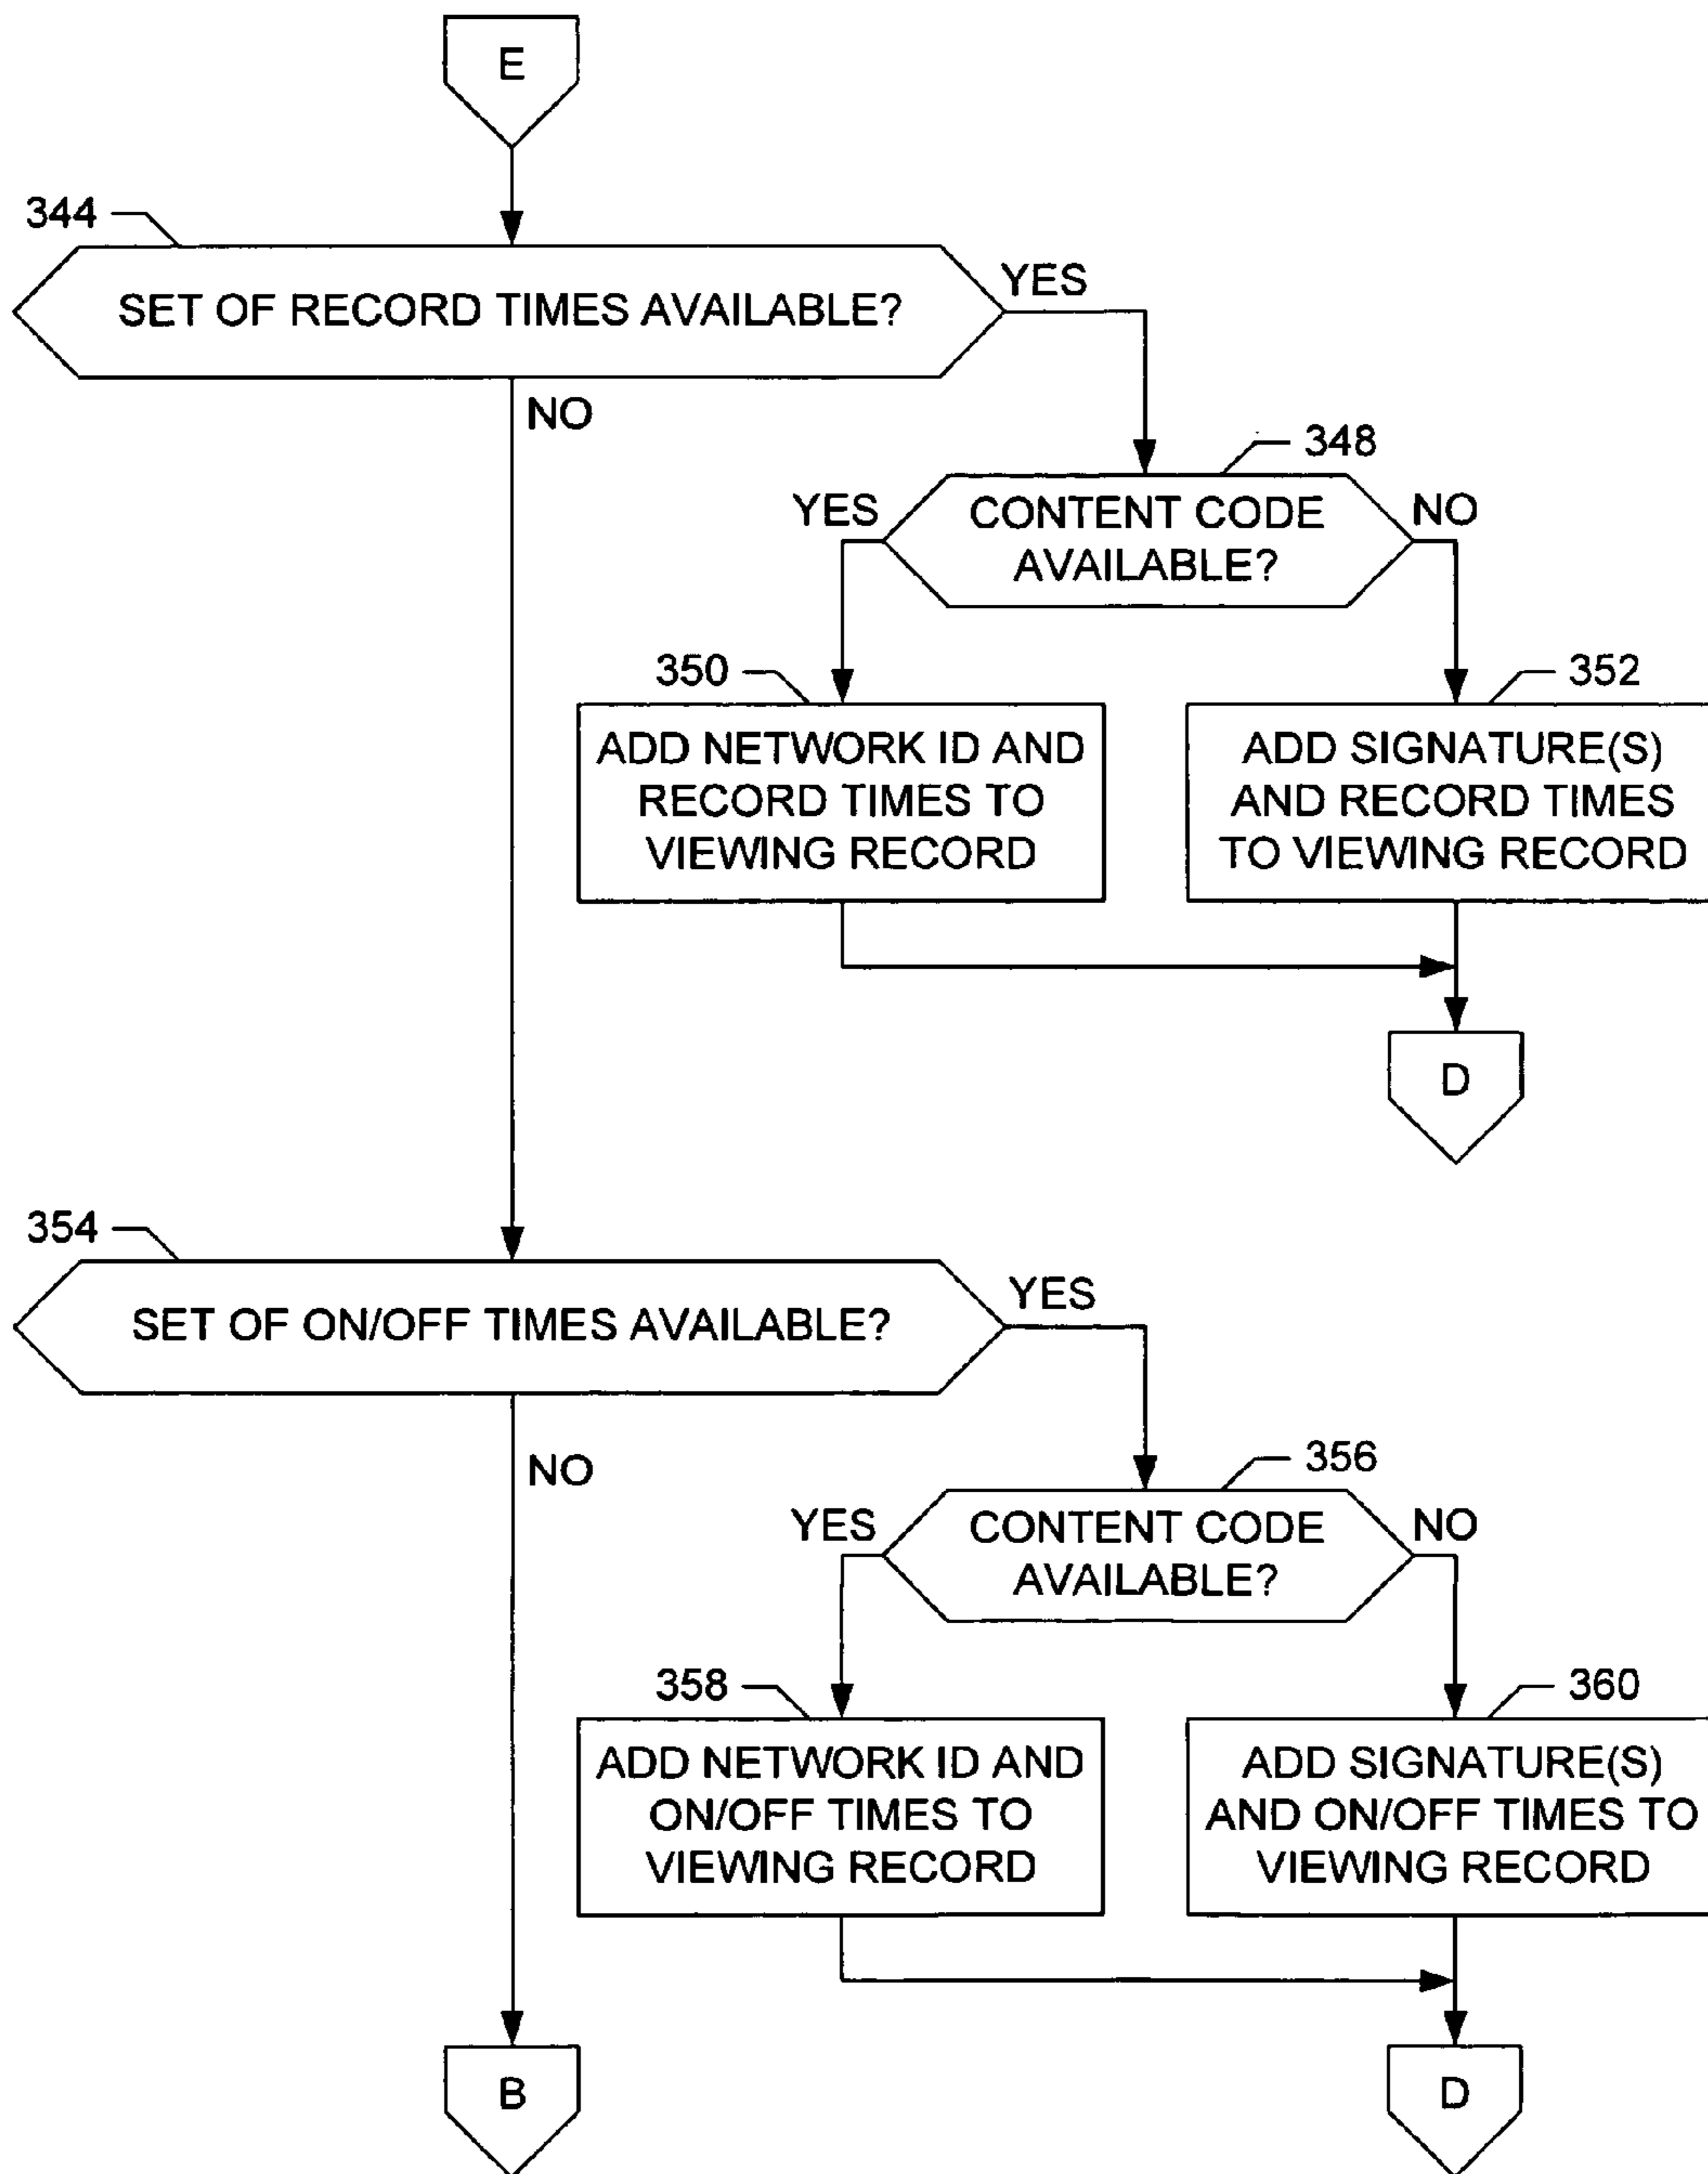 E
344
SET OF RECORD TIMES AVAILABLE?
YES
NO
348
YES
CONTENT CODE
AVAILABLE?
NO
350
ADD NETWORK ID AND
RECORD TIMES TO
VIEWING RECORD
352
ADD SIGNATURE(S)
AND RECORD TIMES
TO VIEWING RECORD
D
354
SET OF ON/OFF TIMES AVAILABLE?
YES
NO
356
YES
CONTENT CODE
AVAILABLE?
NO
358
ADD NETWORK ID AND
ON/OFF TIMES TO
VIEWING RECORD
360
ADD SIGNATURE(S)
AND ON/OFF TIMES TO
VIEWING RECORD
B
D